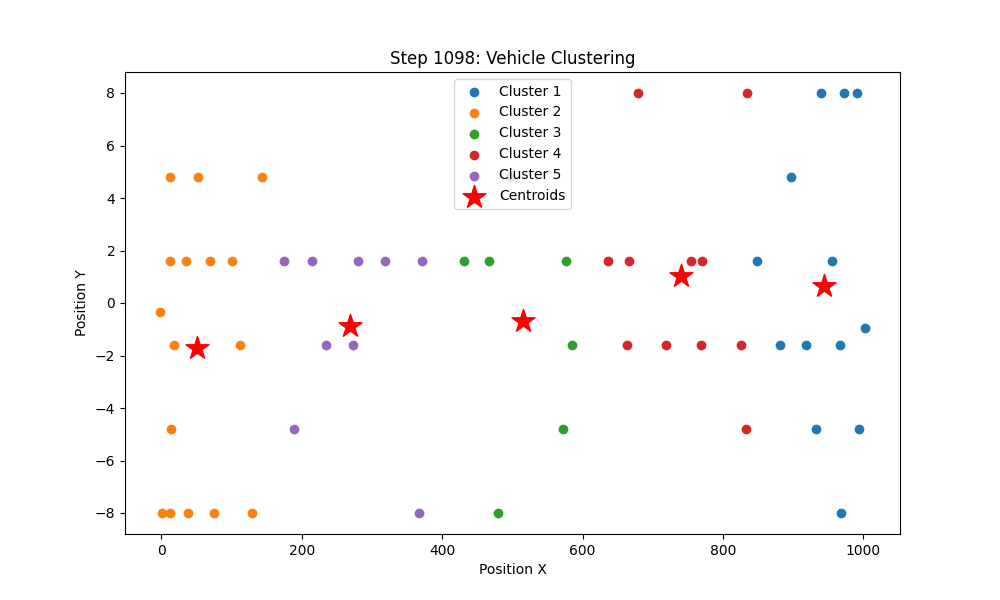 Step 1098: Vehicle Clustering
Cluster 1
Cluster 2
Cluster 3
Cluster 4
Cluster 5
Centroids
Position Y
8
6
4
2
0
−2
−4
−6
−8
0
200
400
600
800
1000
Position X